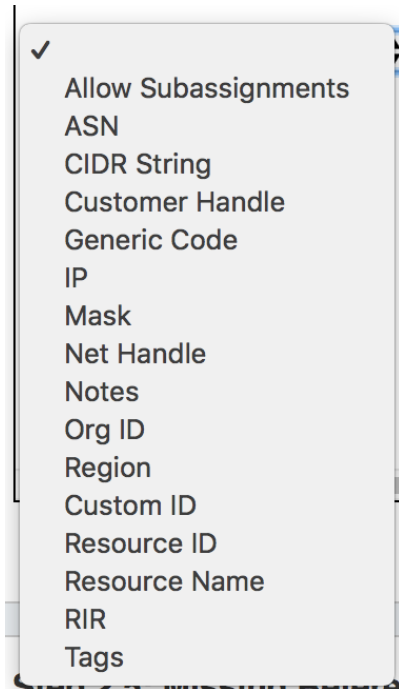 ✓
Allow Subassignments
ASN
CIDR String
Customer Handle
Generic Code
IP
Mask
Net Handle
Notes
Org ID
Region
Custom ID
Resource ID
Resource Name
RIR
Tags